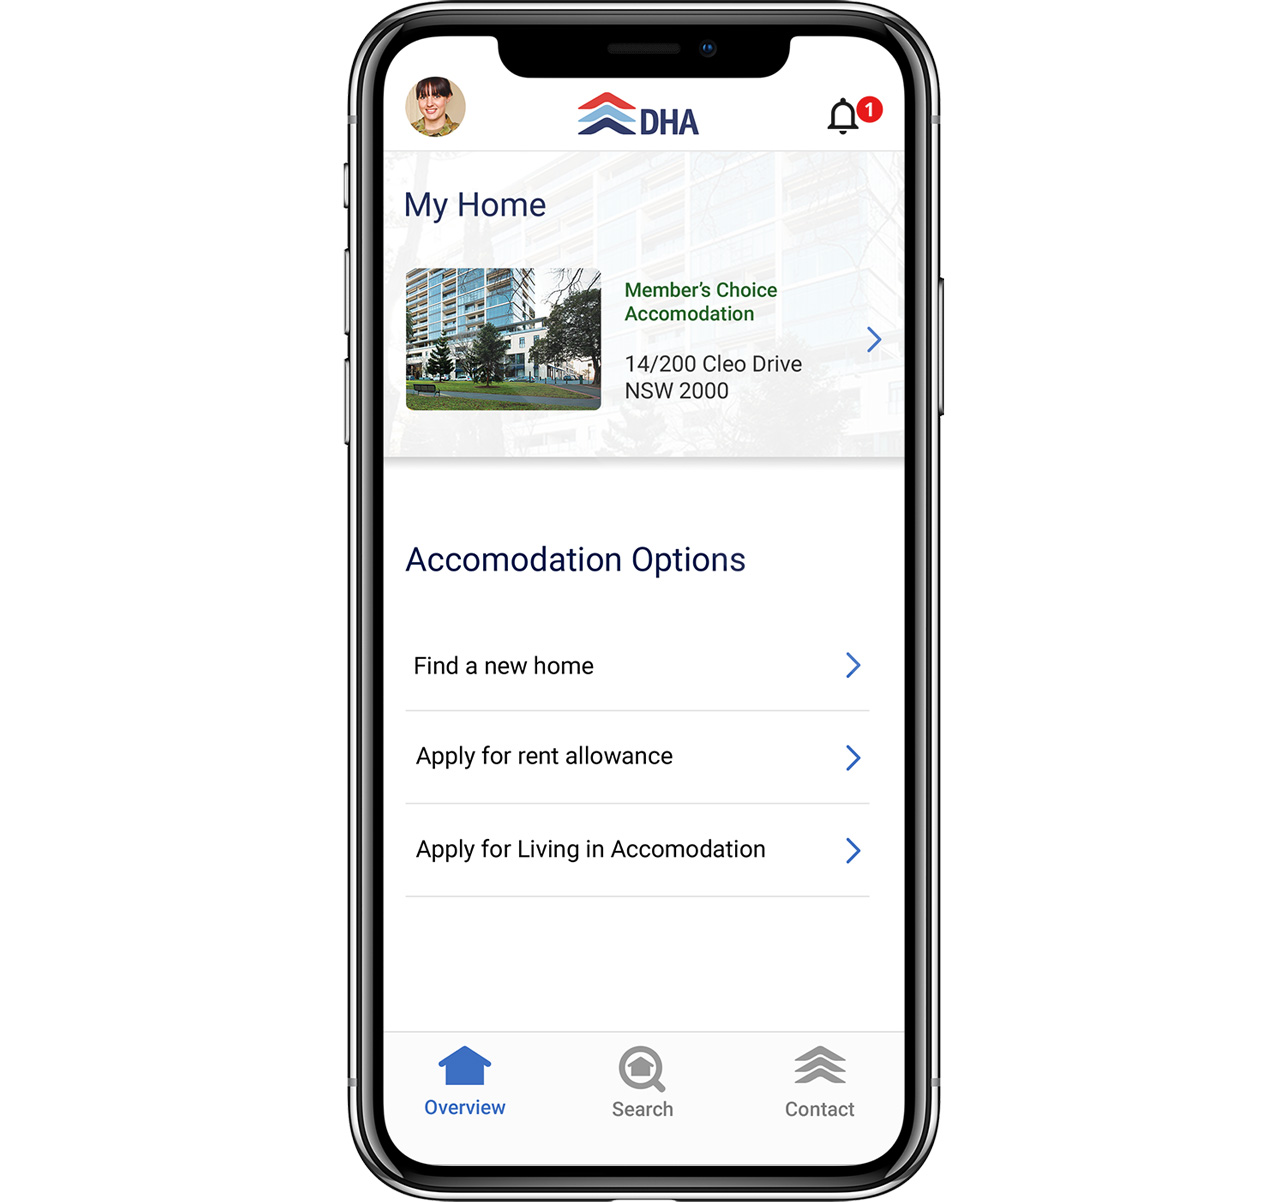 DHA
1
My Home
Member's Choice
Accomodation
14/200 Cleo Drive
NSW 2000
Accomodation Options
Find a new home
Apply for rent allowance
Apply for Living in Accomodation
Overview
Search
Contact